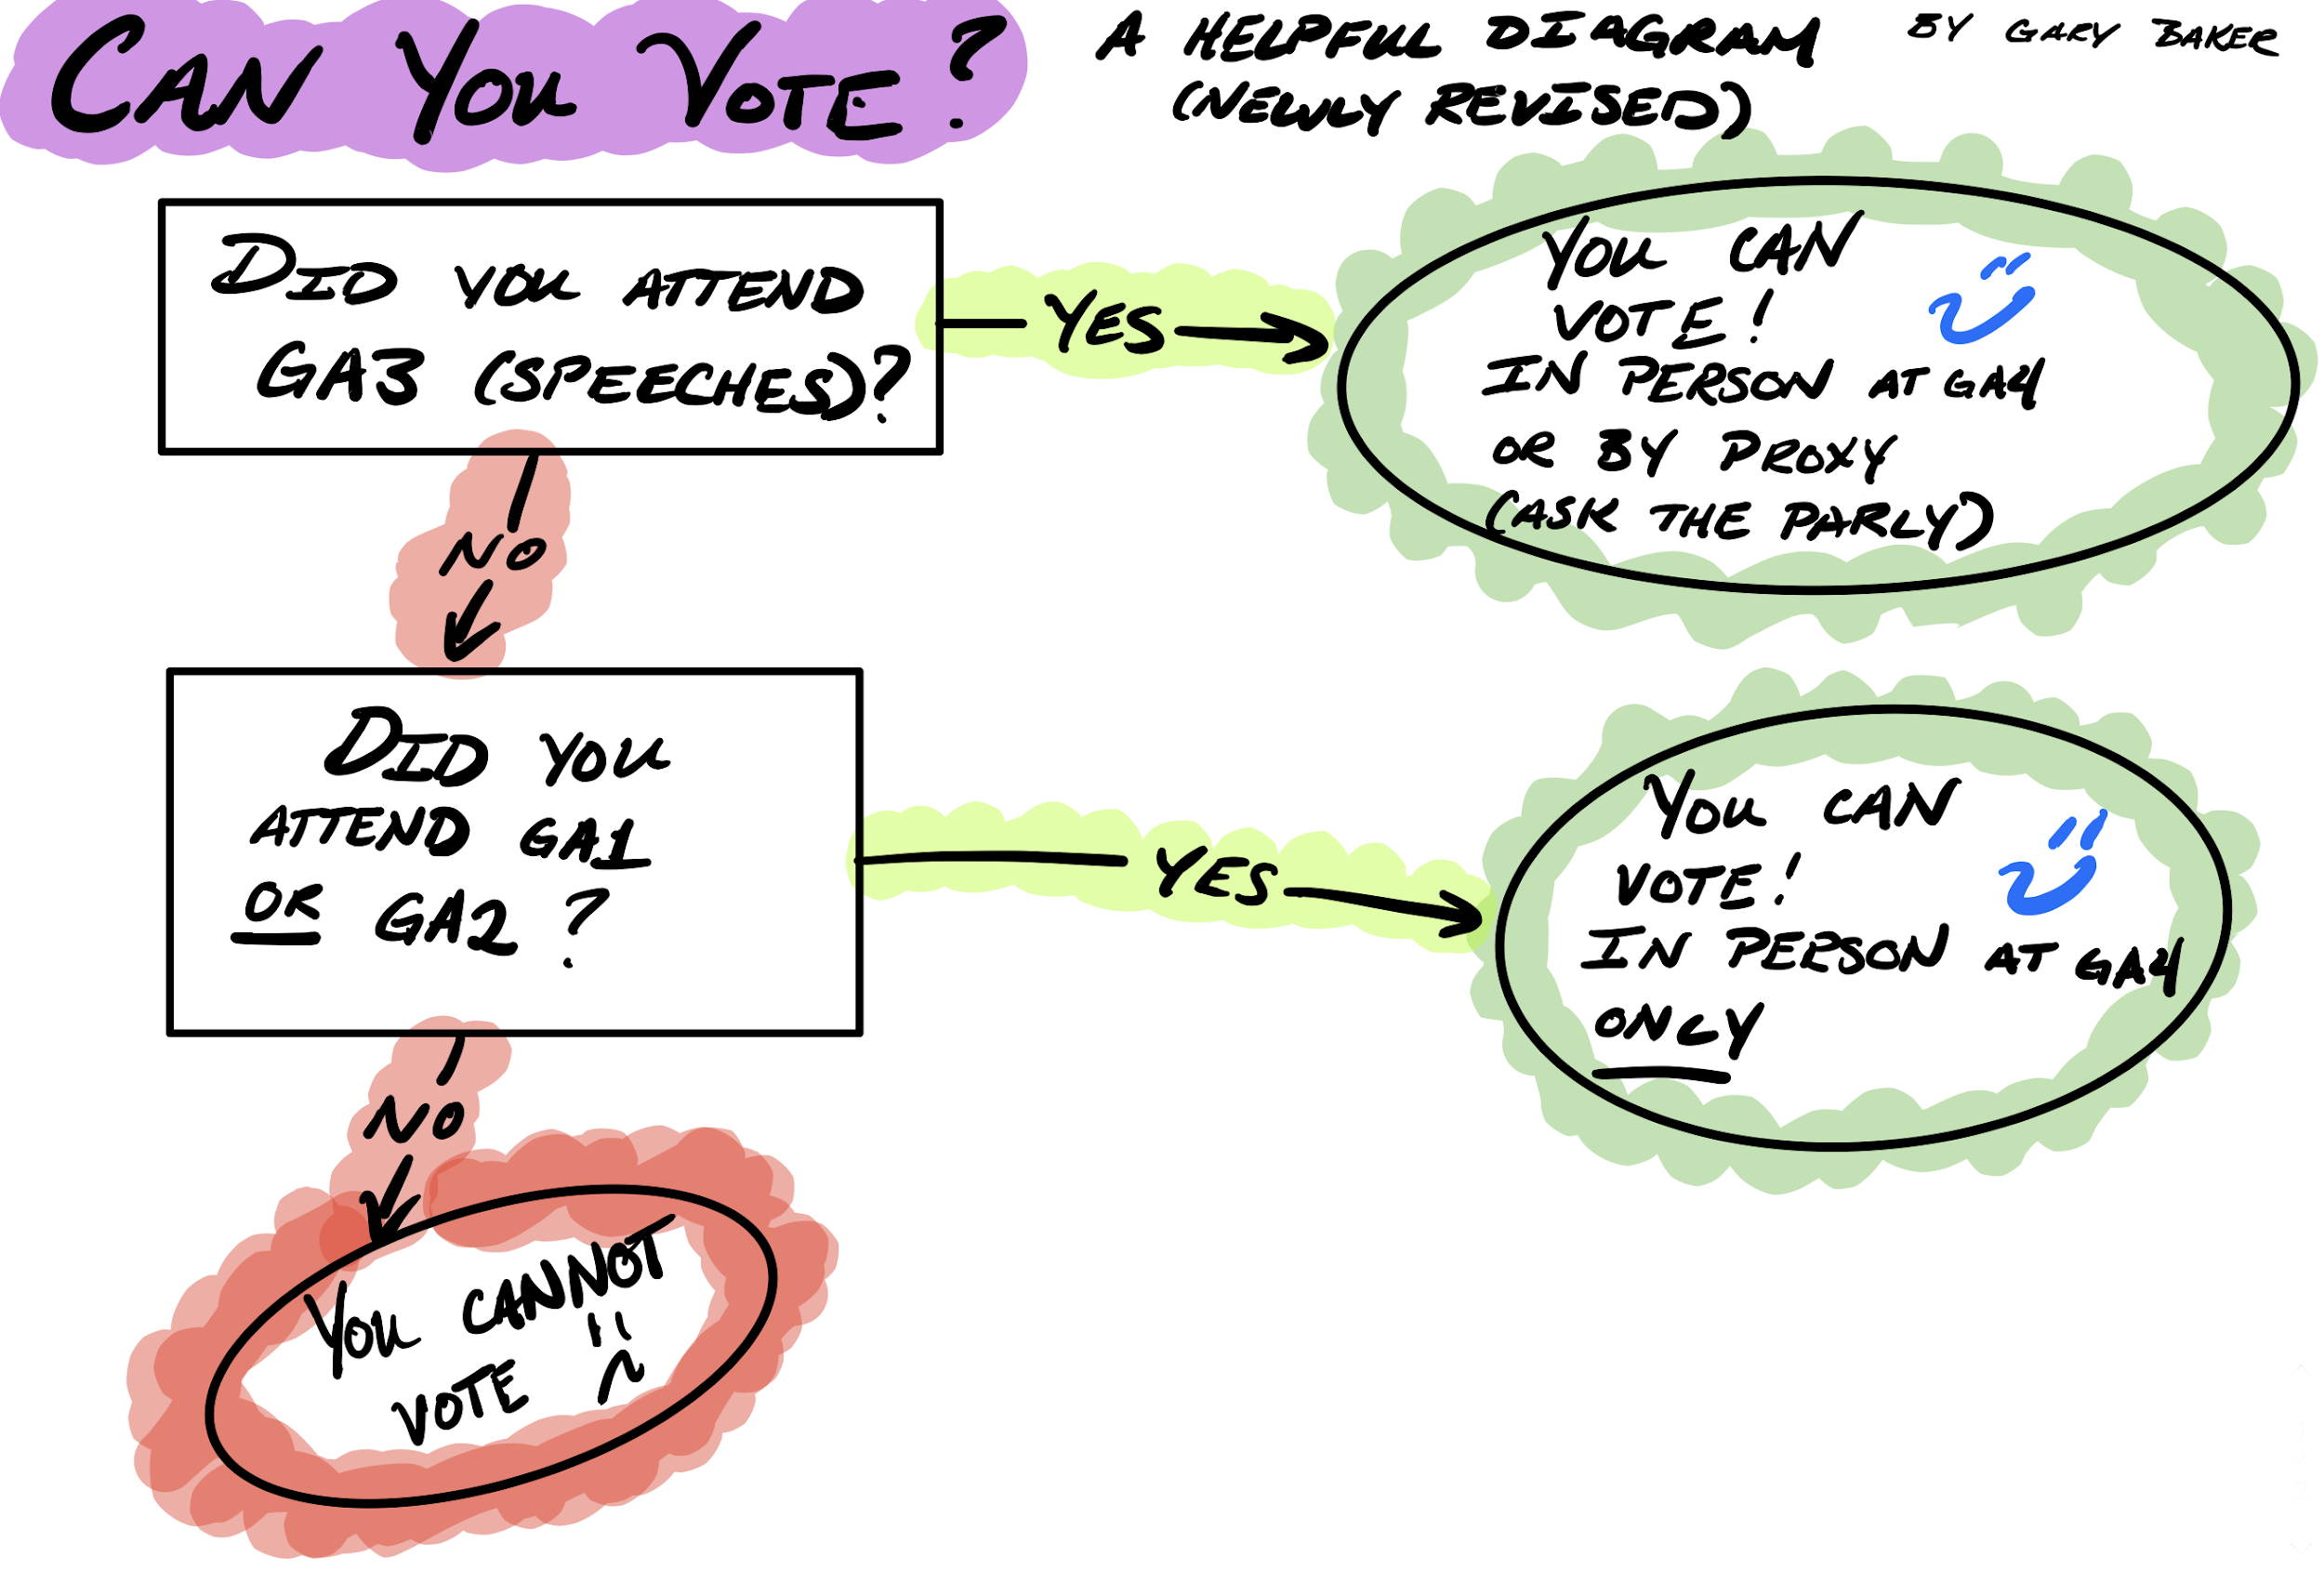 CAN YOU VOTE?
A HELPFUL DIAGRAM
BY GARY BAKER
(NEWLY REVISED)
DID YOU ATTEND
GA3 (SPEECHES)?
YES
YOU CAN
VOTE!
IN PERSON AT GA4
OR BY PROXY
(ASK THE PARLY)
NO
DID YOU
ATTEND GA1
OR GA2?
YES
YOU CAN
VOTE!
IN PERSON AT GA4
ONLY
NO
YOU CANNOT
VOTE